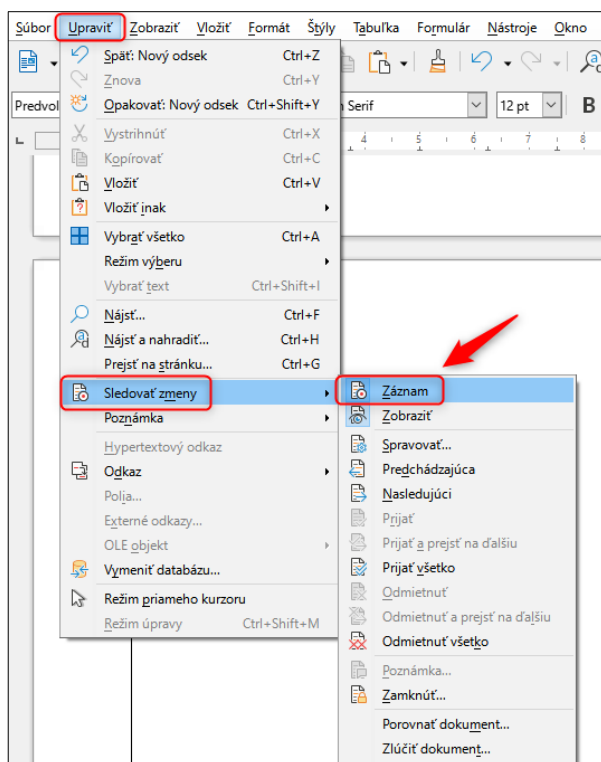 Súbor Upraviť Zobraziť Vložiť Formát Štýly Tabuľka Formulár Nástroje Okno
Predvol
Serif 12 pt B
4 5 6 7 8
Späť: Nový odsek Ctrl+Z
Znova Ctrl+Y
Opakovať: Nový odsek Ctrl+Shift+Y
Vystrihnúť Ctrl+X
Kopírovať Ctrl+C
Vložiť Ctrl+V
Vložiť inak
Vybrať všetko Ctrl+A
Režim výberu
Vybrať text Ctrl+Shift+I
Nájsť... Ctrl+F
Nájsť a nahradiť... Ctrl+H
Prejsť na stránku... Ctrl+G
Sledovať zmeny
Poznámka
Hypertextový odkaz
Odkaz
Polia...
Externé odkazy...
OLE objekt
Vymeniť databázu...
Režim priameho kurzoru
Režim úpravy Ctrl+Shift+M
Záznam
Zobraziť
Spravovať...
Predchádzajúca
Nasledujúci
Prijať
Prijať a prejsť na ďalšiu
Prijať všetko
Odmietnuť
Odmietnuť a prejsť na ďalšiu
Odmietnuť všetko
Poznámka...
Zamknúť...
Porovnať dokument...
Zlúčiť dokument...